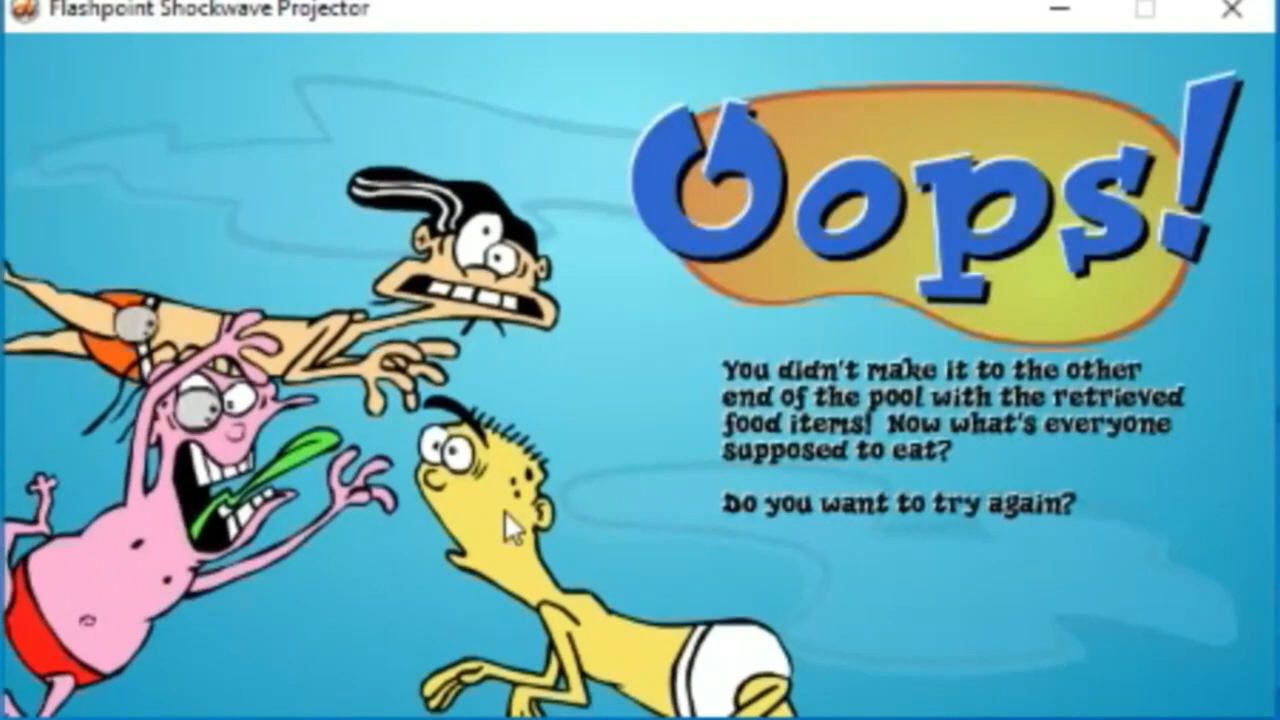 Flashpoint Shockwave Projector
Oops!
You didn't make it to the other
end of the pool with the retrieved
food items! Now what's everyone
supposed to eat?
Do you want to try again?